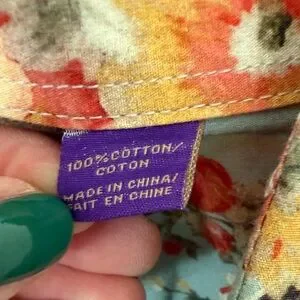 100% COTTON/
COTON
MADE IN CHINA/
FAIT EN CHINE